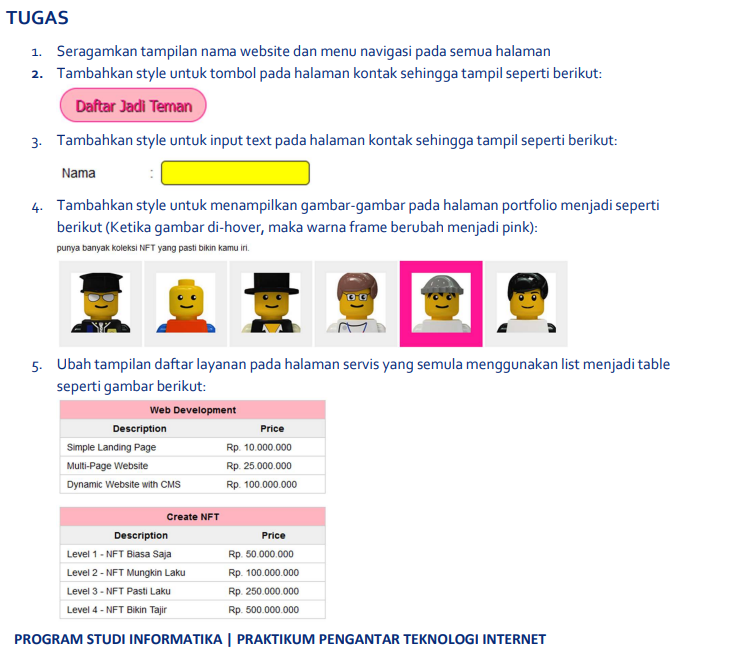 TUGAS
1. Seragamkan tampilan nama website dan menu navigasi pada semua halaman
2. Tambahkan style untuk tombol pada halaman kontak sehingga tampil seperti berikut:
Daftar Jadi Teman
3. Tambahkan style untuk input text pada halaman kontak sehingga tampil seperti berikut:
Nama :
4. Tambahkan style untuk menampilkan gambar-gambar pada halaman portfolio menjadi seperti
berikut (Ketika gambar di-hover, maka warna frame berubah menjadi pink):
punya banyak koleksi NFT yang pasti bikin kamu iri.
5. Ubah tampilan daftar layanan pada halaman servis yang semula menggunakan list menjadi table
seperti gambar berikut:
Web Development
Description Price
Simple Landing Page Rp. 10.000.000
Multi-Page Website Rp. 25.000.000
Dynamic Website with CMS Rp. 100.000.000
Create NFT
Description Price
Level 1 - NFT Biasa Saja Rp. 50.000.000
Level 2 - NFT Mungkin Laku Rp. 100.000.000
Level 3 - NFT Pasti Laku Rp. 250.000.000
Level 4 - NFT Bikin Tajir Rp. 500.000.000
PROGRAM STUDI INFORMATIKA | PRAKTIKUM PENGANTAR TEKNOLOGI INTERNET